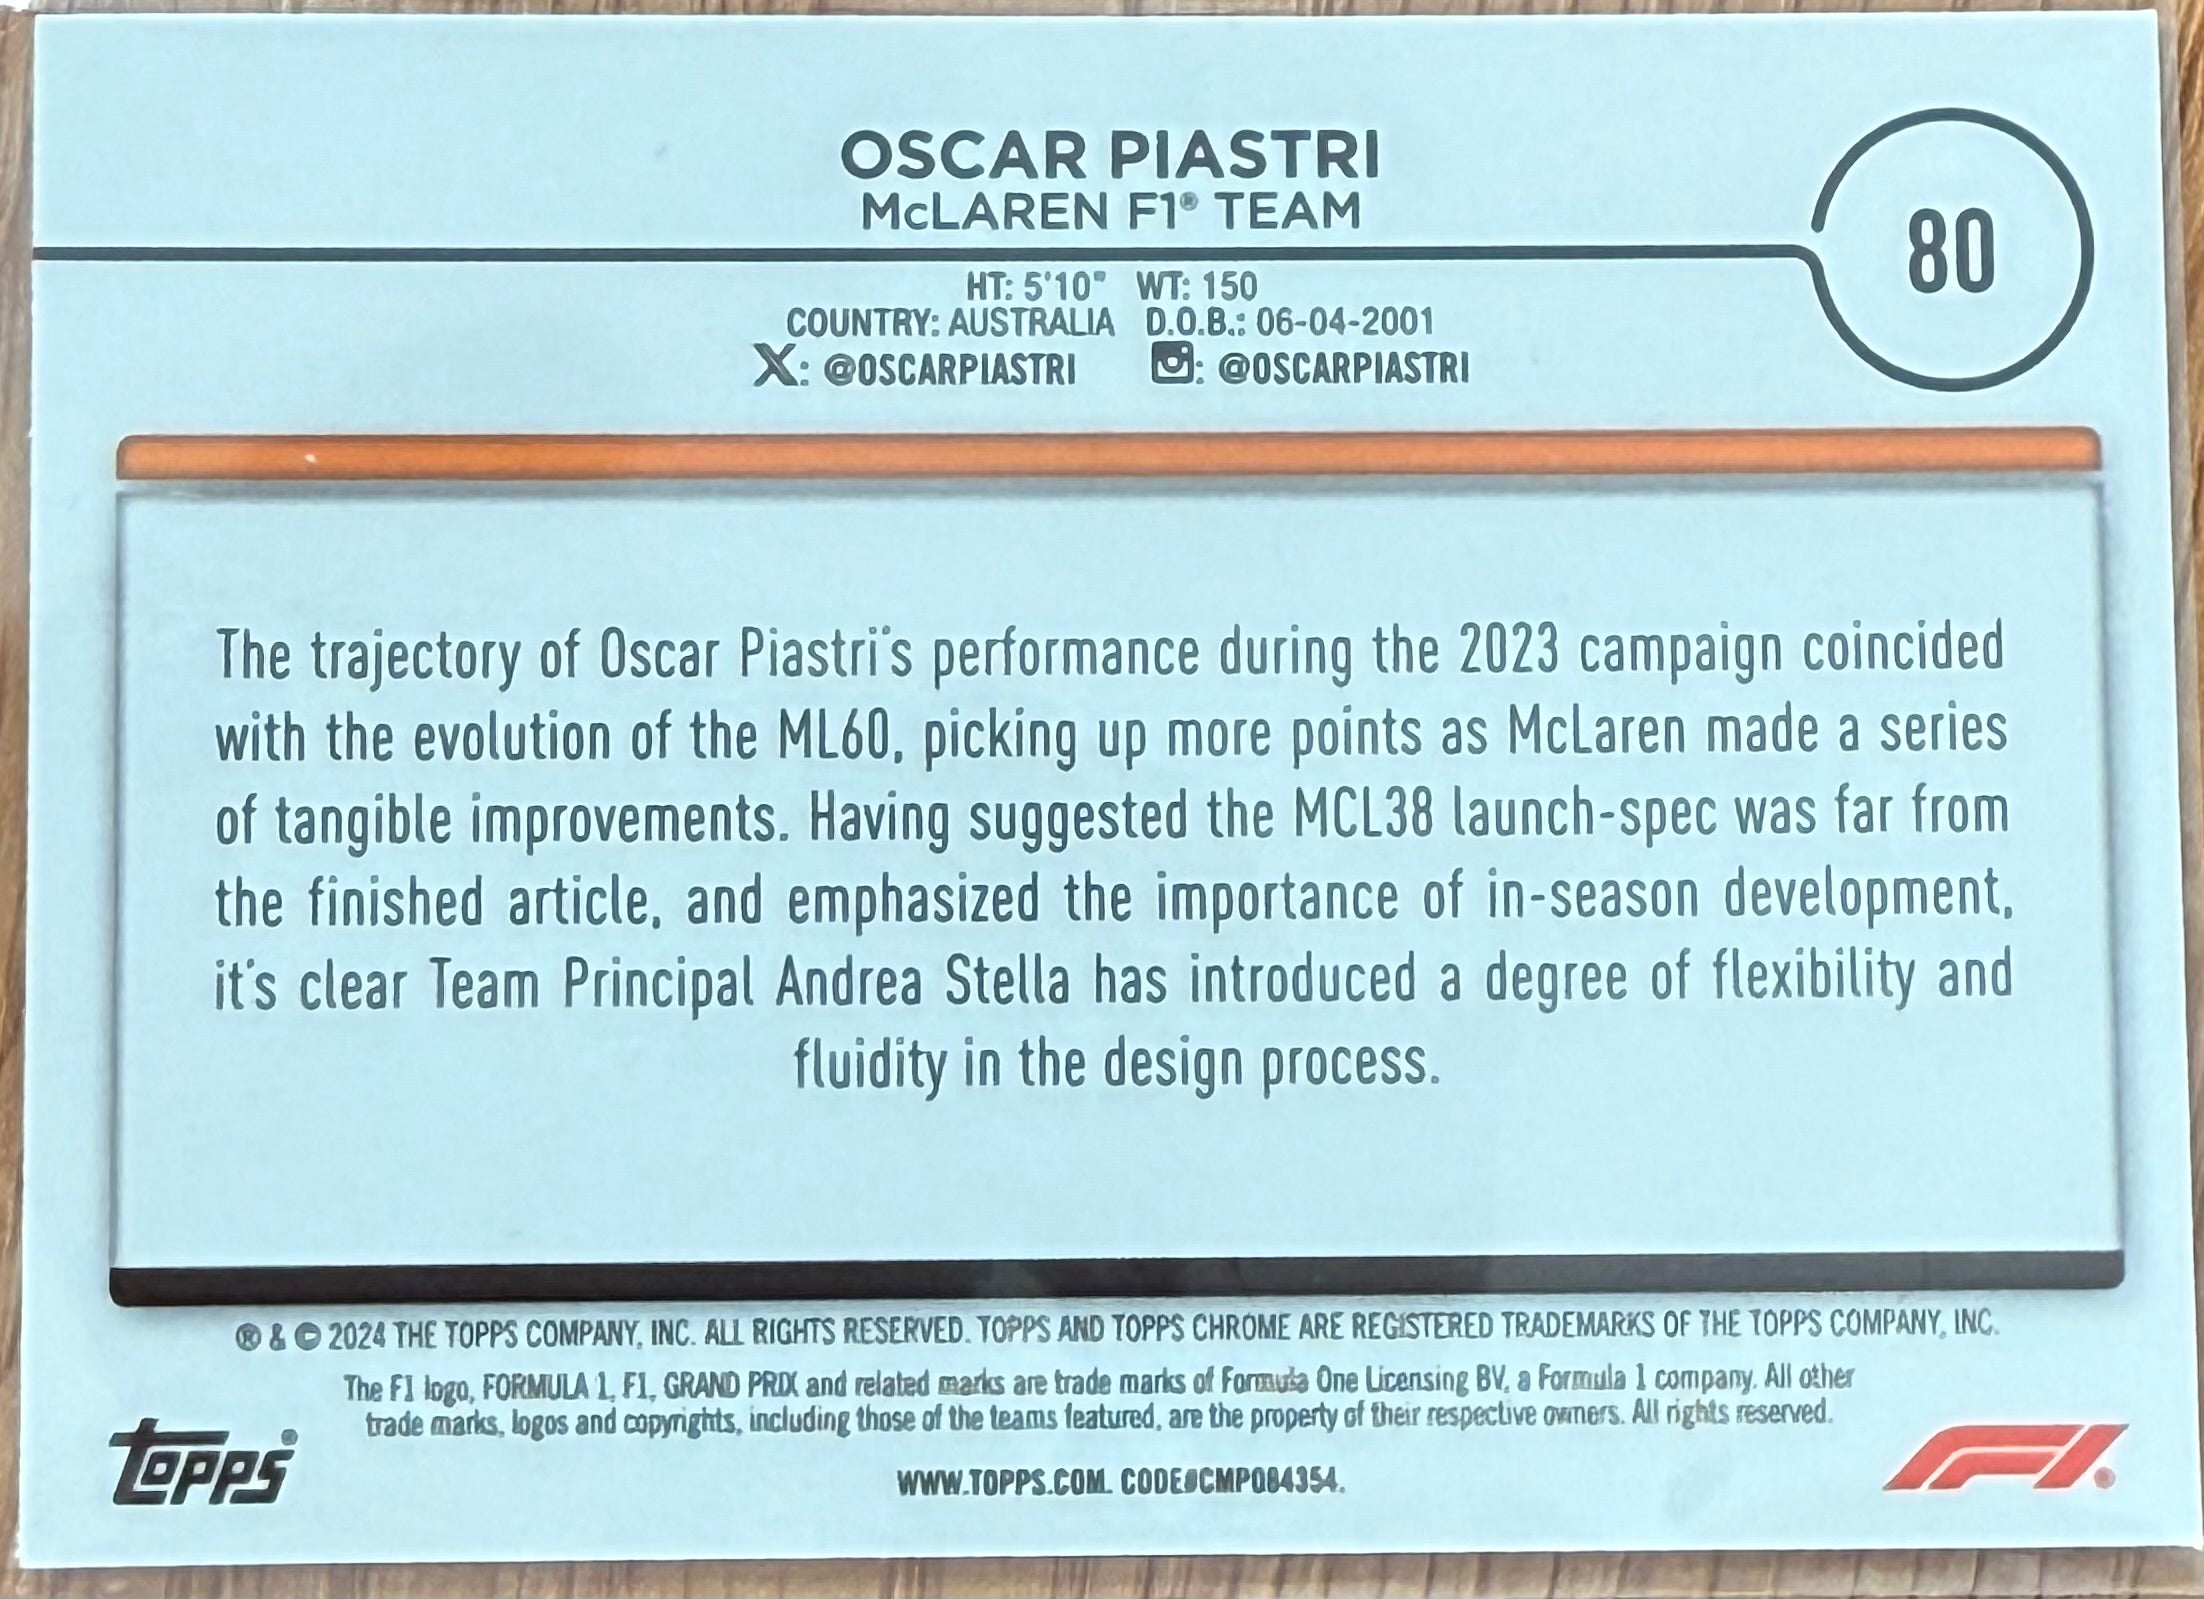 OSCAR PIASTRI
McLAREN F1® TEAM
80
HT: 5'10" WT: 150
COUNTRY: AUSTRALIA D.O.B.: 06-04-2001
X: @OSCARPIASTRI : @OSCARPIASTRI
The trajectory of Oscar Piastri's performance during the 2023 campaign coincided
with the evolution of the ML60, picking up more points as McLaren made a series
of tangible improvements. Having suggested the MCL38 launch-spec was far from
the finished article, and emphasized the importance of in-season development,
it's clear Team Principal Andrea Stella has introduced a degree of flexibility and
fluidity in the design process.
® & © 2024 THE TOPPS COMPANY, INC. ALL RIGHTS RESERVED. TOPPS AND TOPPS CHROME ARE REGISTERED TRADEMARKS OF THE TOPPS COMPANY, INC.
The F1 logo, FORMULA 1, F1, GRAND PRIX and related marks are trade marks of Formula One Licensing BV, a Formula 1 company. All other
trade marks, logos and copyrights, including those of the teams featured, are the property of their respective owners. All rights reserved.
WWW.TOPPS.COM. CODE#CMP084354.
topps®
F1®